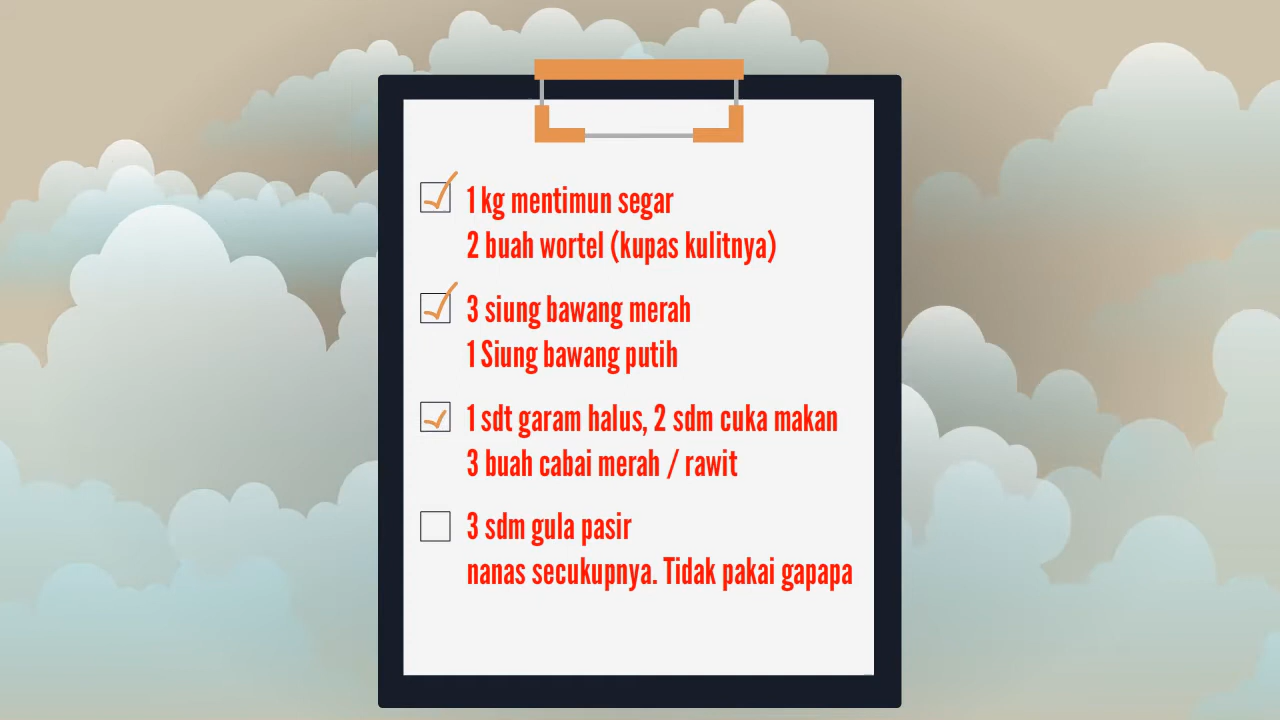 1 kg mentimun segar
2 buah wortel (kupas kulitnya)
3 siung bawang merah
1 Siung bawang putih
1 sdt garam halus, 2 sdm cuka makan
3 buah cabai merah / rawit
3 sdm gula pasir
nanas secukupnya. Tidak pakai gapapa